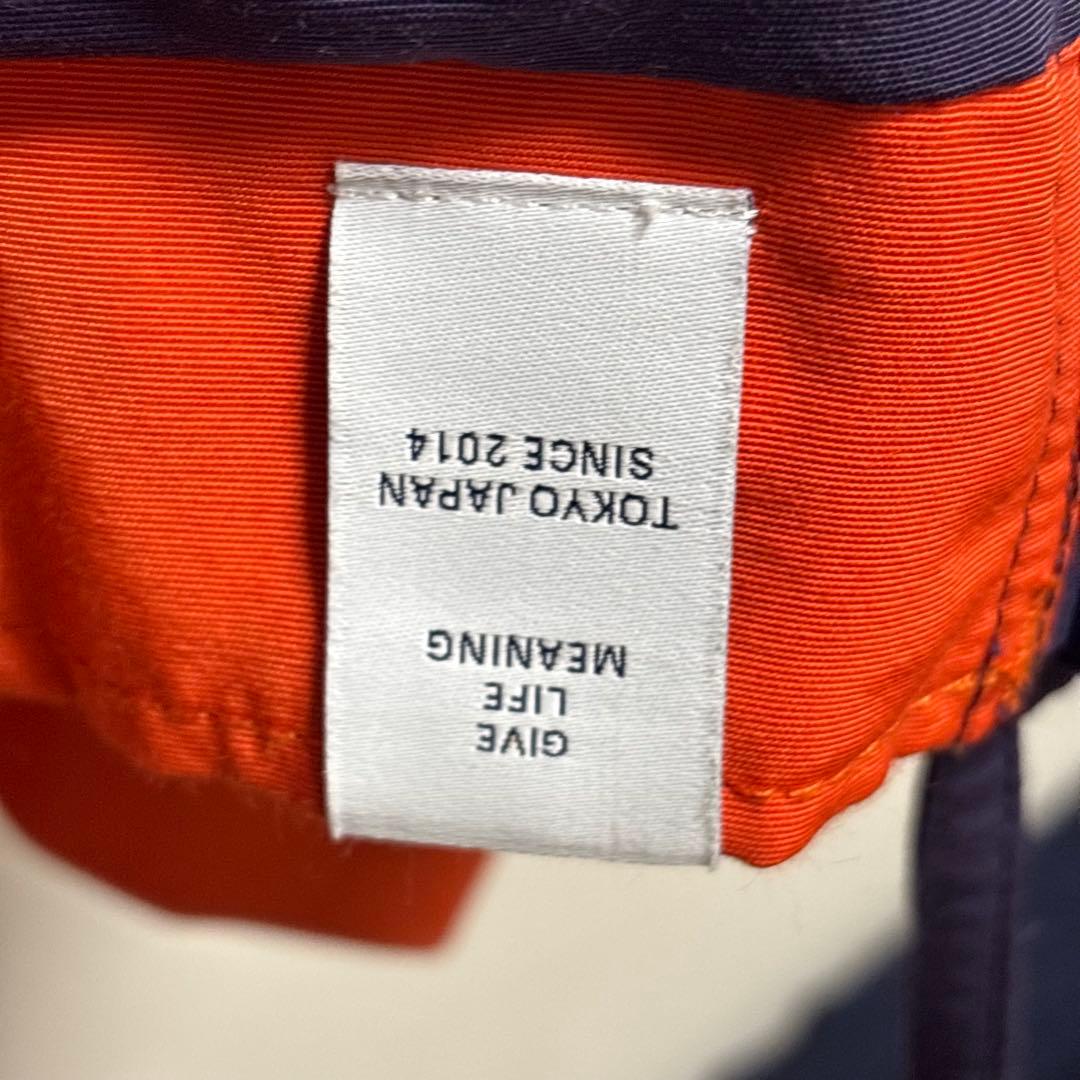 GIVE
LIFE
MEANING
TOKYO JAPAN
SINCE 2014